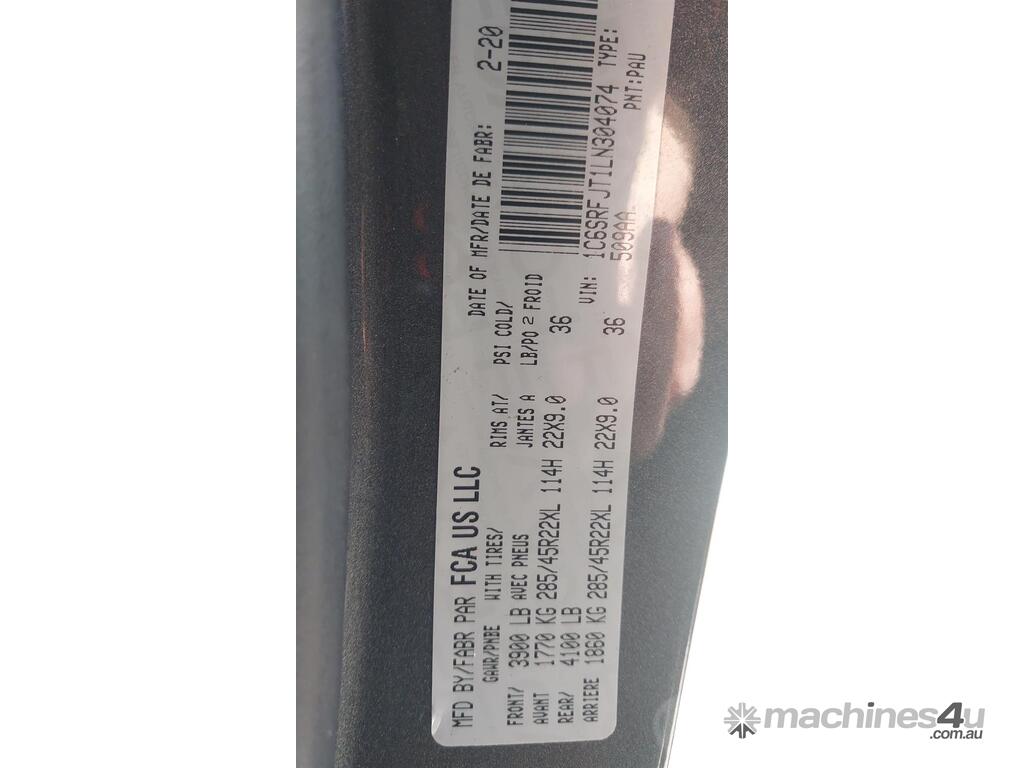 MFD BY/FABR PAR FCA US LLC
DATE OF MFR/DATE DE FABR: 2-20
GAWR/PNBE WITH TIRES/ RIMS AT/ PSI COLD/
FRONT/ 3900 LB AVEC PNEUS JANTES A LB/PO 2 FROID
AVANT 1770 KG 285/45R22XL 114H 22X9.0 36
REAR/ 4100 LB
ARRIERE 1860 KG 285/45R22XL 114H 22X9.0 36
VIN: 1C6SRFJT1LN304074 TYPE:
509AA
PNT:PAU
machines4u
.com.au